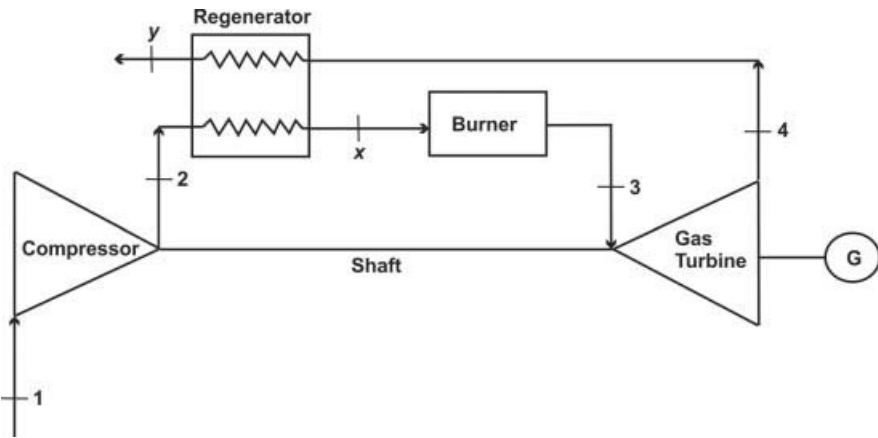 Regenerator
y
4
Burner
x
2
3
Compressor
Gas
Turbine
G
Shaft
1